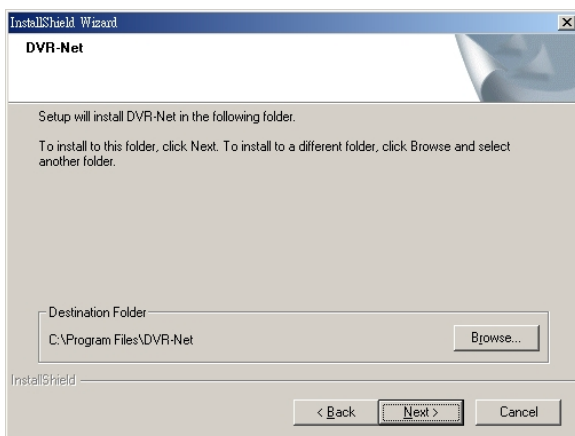 InstallShield Wizard
DVR-Net
Setup will install DVR-Net in the following folder.
To install to this folder, click Next. To install to a different folder, click Browse and select
another folder.
Destination Folder
C:\Program Files\DVR-Net
Browse...
InstallShield
< Back
Next >
Cancel